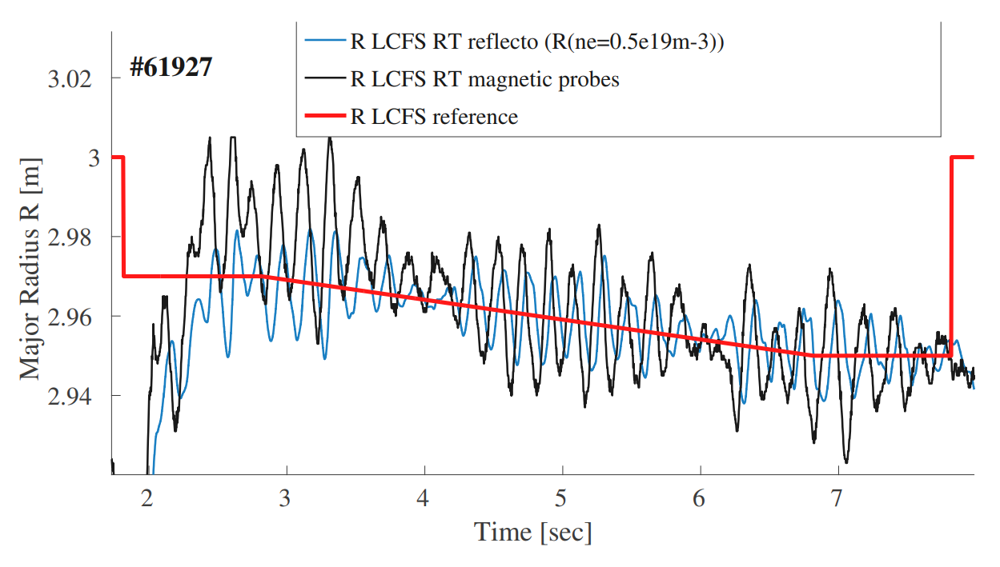 R LCFS RT reflecto (R(ne=0.5e19m-3))
#61927
R LCFS RT magnetic probes
R LCFS reference
3.02
3
2.98
2.96
2.94
Major Radius R [m]
2 3 4 5 6 7
Time [sec]